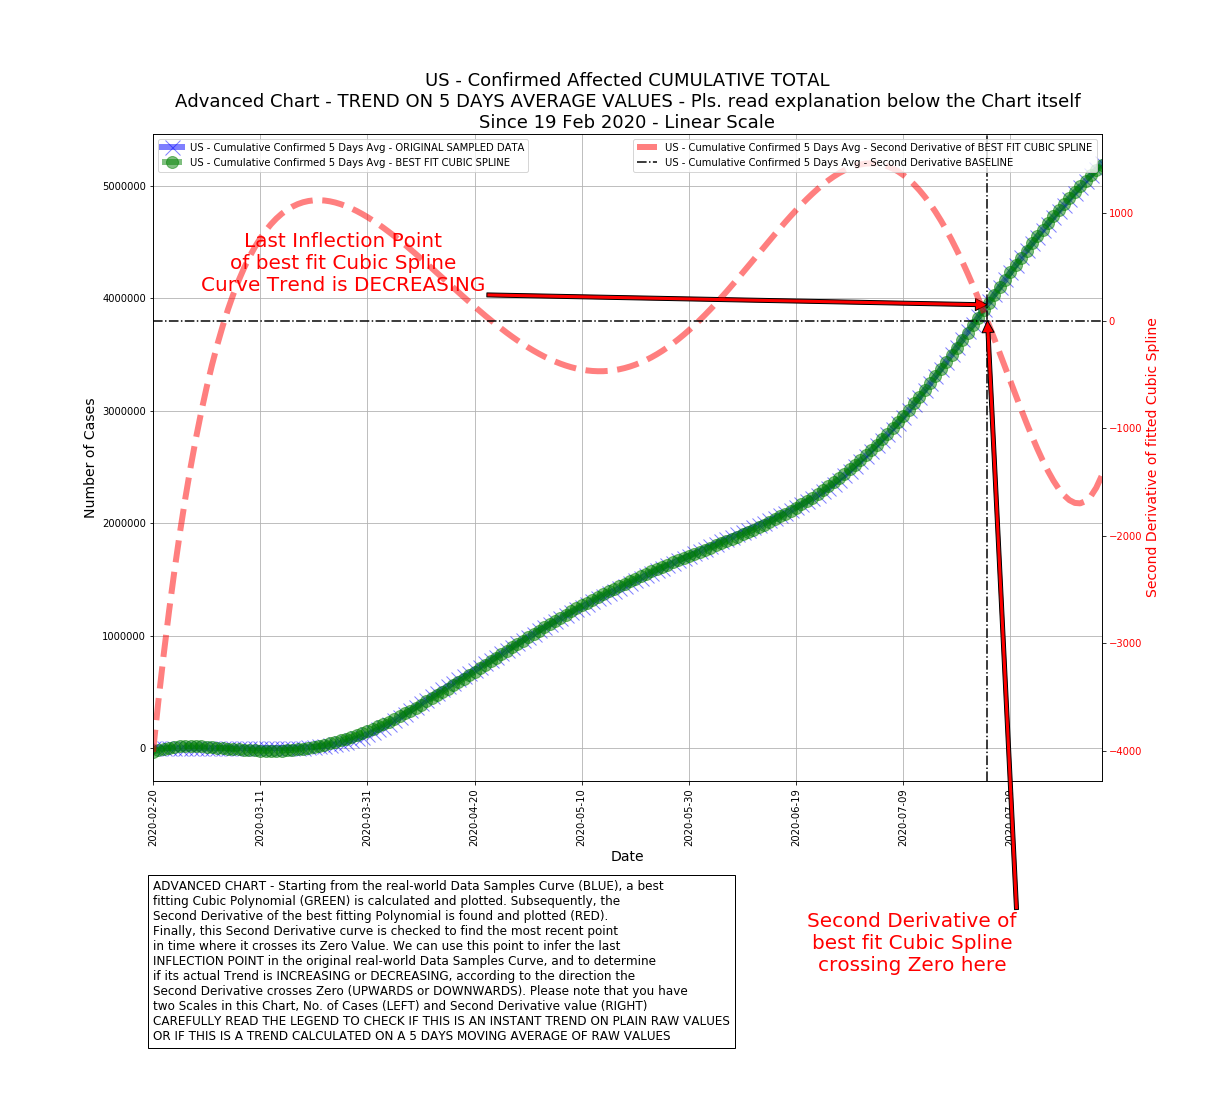 US - Confirmed Affected CUMULATIVE TOTAL
Advanced Chart - TREND ON 5 DAYS AVERAGE VALUES - Pls. read explanation below the Chart itself
Since 19 Feb 2020 - Linear Scale
US - Cumulative Confirmed 5 Days Avg - ORIGINAL SAMPLED DATA
US - Cumulative Confirmed 5 Days Avg - BEST FIT CUBIC SPLINE
US - Cumulative Confirmed 5 Days Avg - Second Derivative of BEST FIT CUBIC SPLINE
US - Cumulative Confirmed 5 Days Avg - Second Derivative BASELINE
Last Inflection Point
of best fit Cubic Spline
Curve Trend is DECREASING
Number of Cases
5000000
4000000
3000000
2000000
1000000
0
1000
0
−1000
−2000
−3000
−4000
Second Derivative of fitted Cubic Spline
2020-02-20
2020-03-11
2020-03-31
2020-04-20
2020-05-10
2020-05-30
2020-06-19
2020-07-09
2020-07-29
Date
Second Derivative of
best fit Cubic Spline
crossing Zero here
ADVANCED CHART - Starting from the real-world Data Samples Curve (BLUE), a best
fitting Cubic Polynomial (GREEN) is calculated and plotted. Subsequently, the
Second Derivative of the best fitting Polynomial is found and plotted (RED).
Finally, this Second Derivative curve is checked to find the most recent point
in time where it crosses its Zero Value. We can use this point to infer the last
INFLECTION POINT in the original real-world Data Samples Curve, and to determine
if its actual Trend is INCREASING or DECREASING, according to the direction the
Second Derivative crosses Zero (UPWARDS or DOWNWARDS). Please note that you have
two Scales in this Chart, No. of Cases (LEFT) and Second Derivative value (RIGHT)
CAREFULLY READ THE LEGEND TO CHECK IF THIS IS AN INSTANT TREND ON PLAIN RAW VALUES
OR IF THIS IS A TREND CALCULATED ON A 5 DAYS MOVING AVERAGE OF RAW VALUES